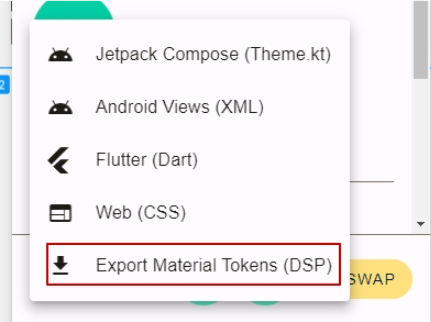 Jetpack Compose (Theme.kt)
2
Android Views (XML)
Flutter (Dart)
Web (CSS)
Export Material Tokens (DSP)
SWAP